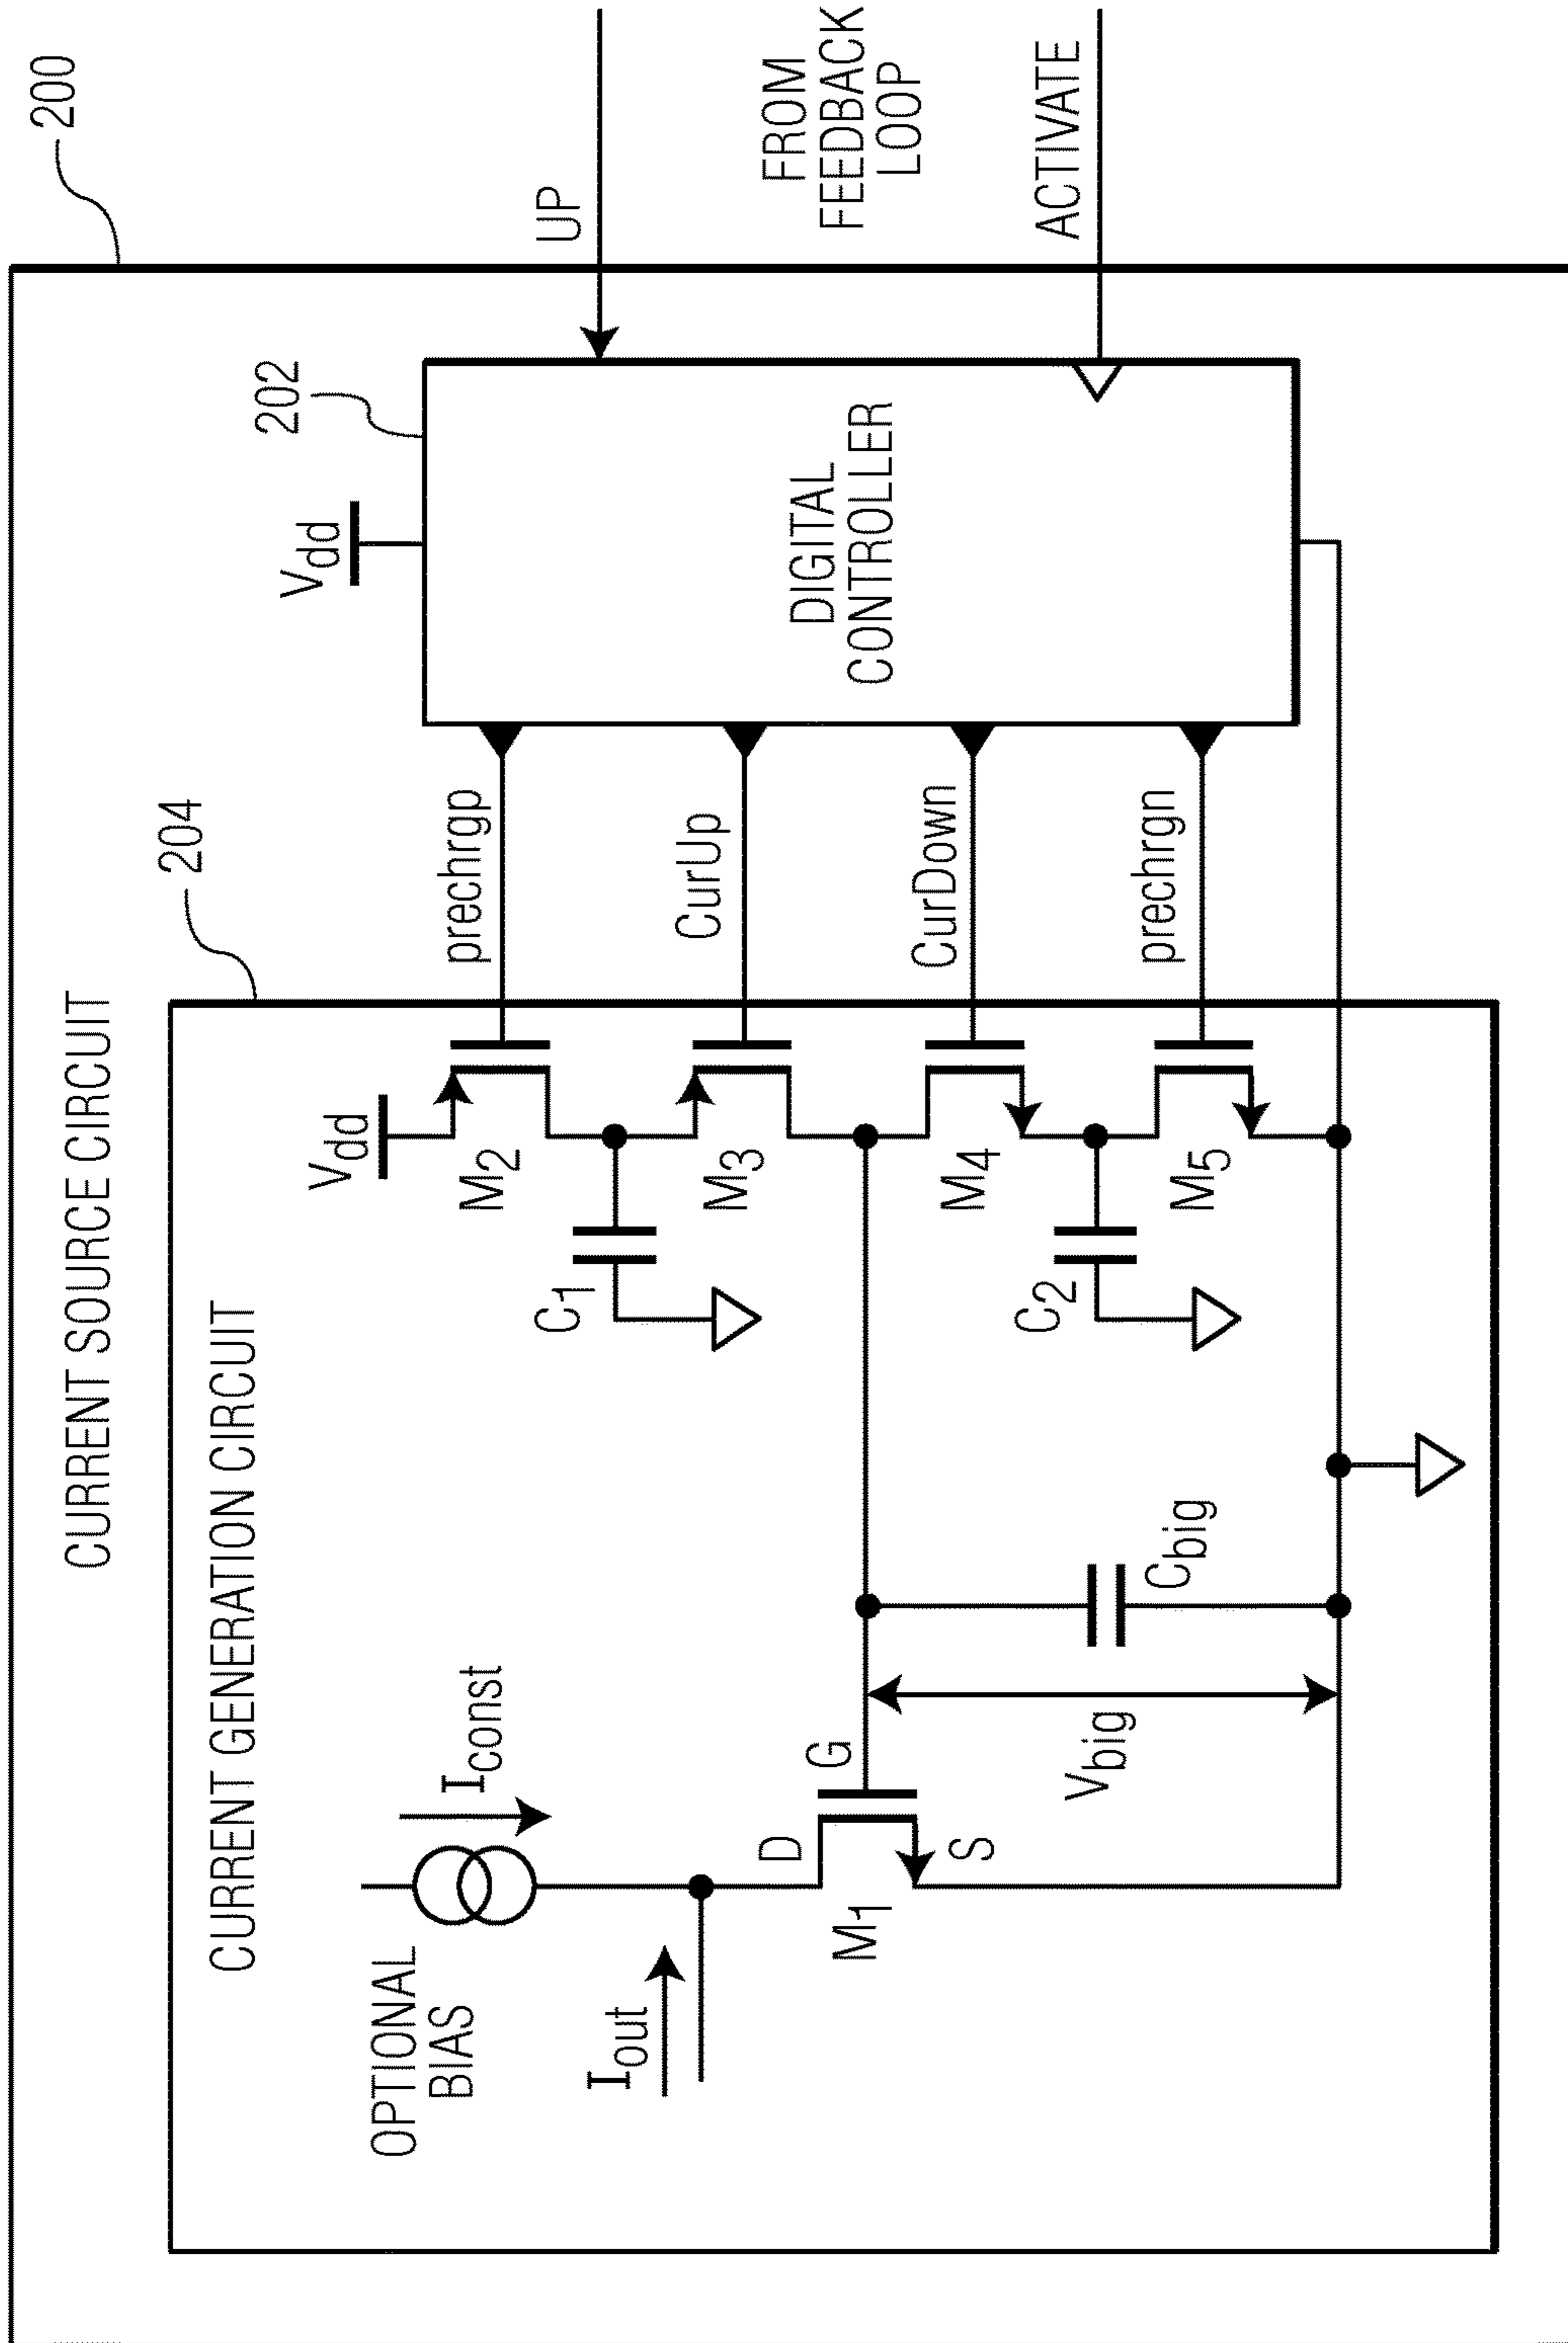 200
CURRENT SOURCE CIRCUIT
204
CURRENT GENERATION CIRCUIT
202
Vdd
Vdd
OPTIONAL
BIAS
Iconst
Iout
D
G
S
M1
Vbig
Cbig
C1
C2
M2
M3
M4
M5
prechrgp
CurUp
CurDown
prechrgn
DIGITAL
CONTROLLER
UP
FROM
FEEDBACK
LOOP
ACTIVATE